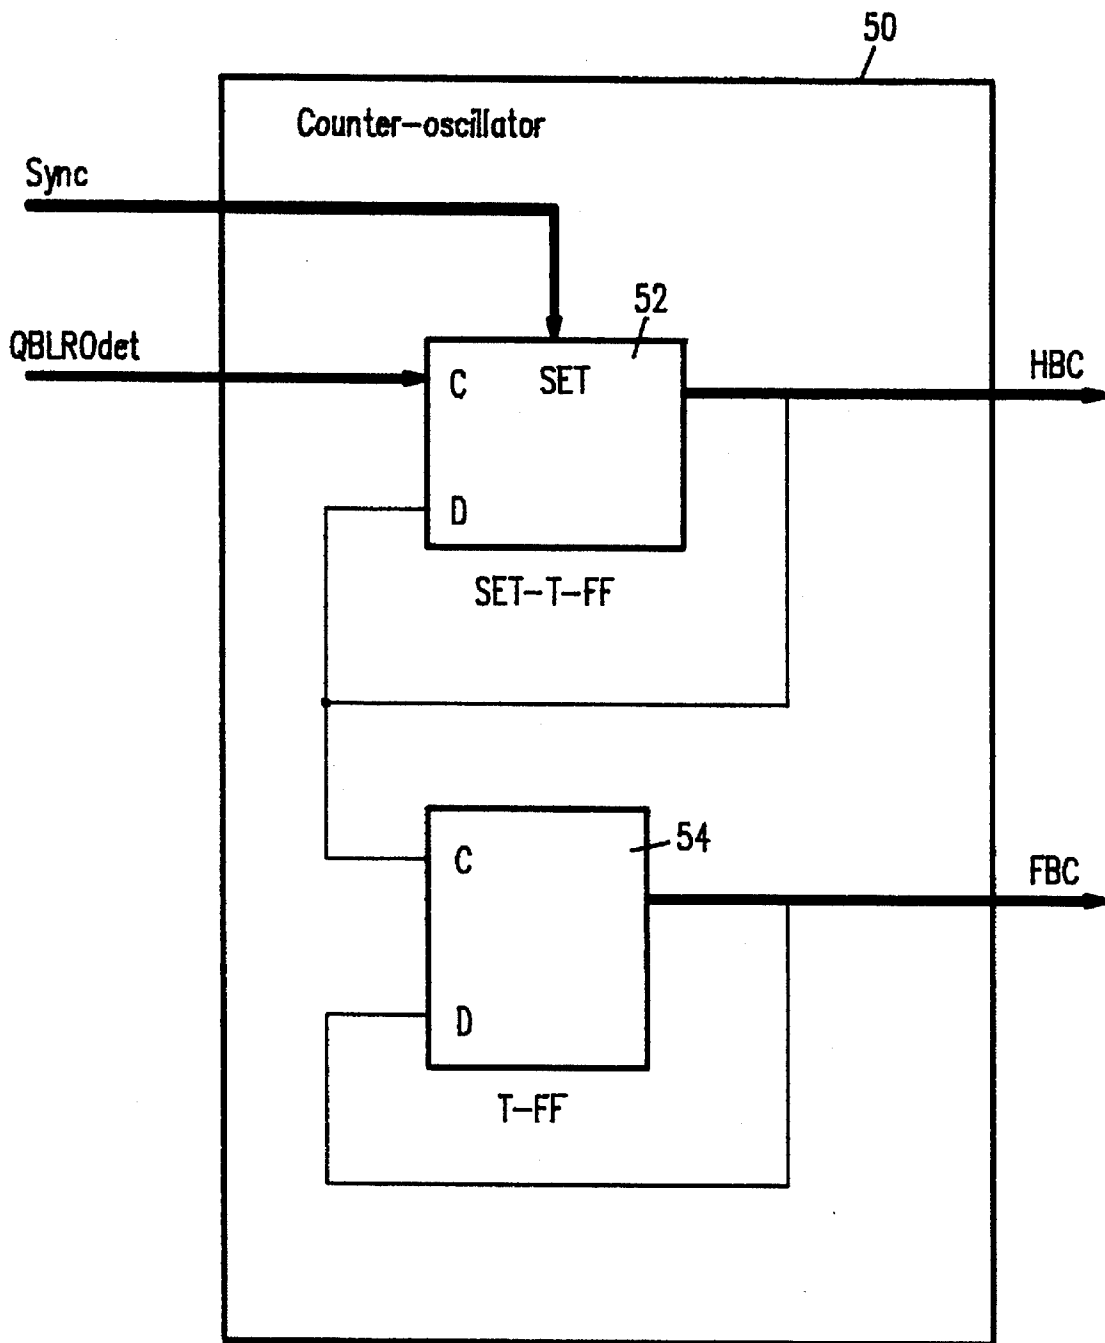 50
Counter-oscillator
Sync
52
QBLROdet
HBC
C
SET
D
SET-T-FF
54
C
FBC
D
T-FF